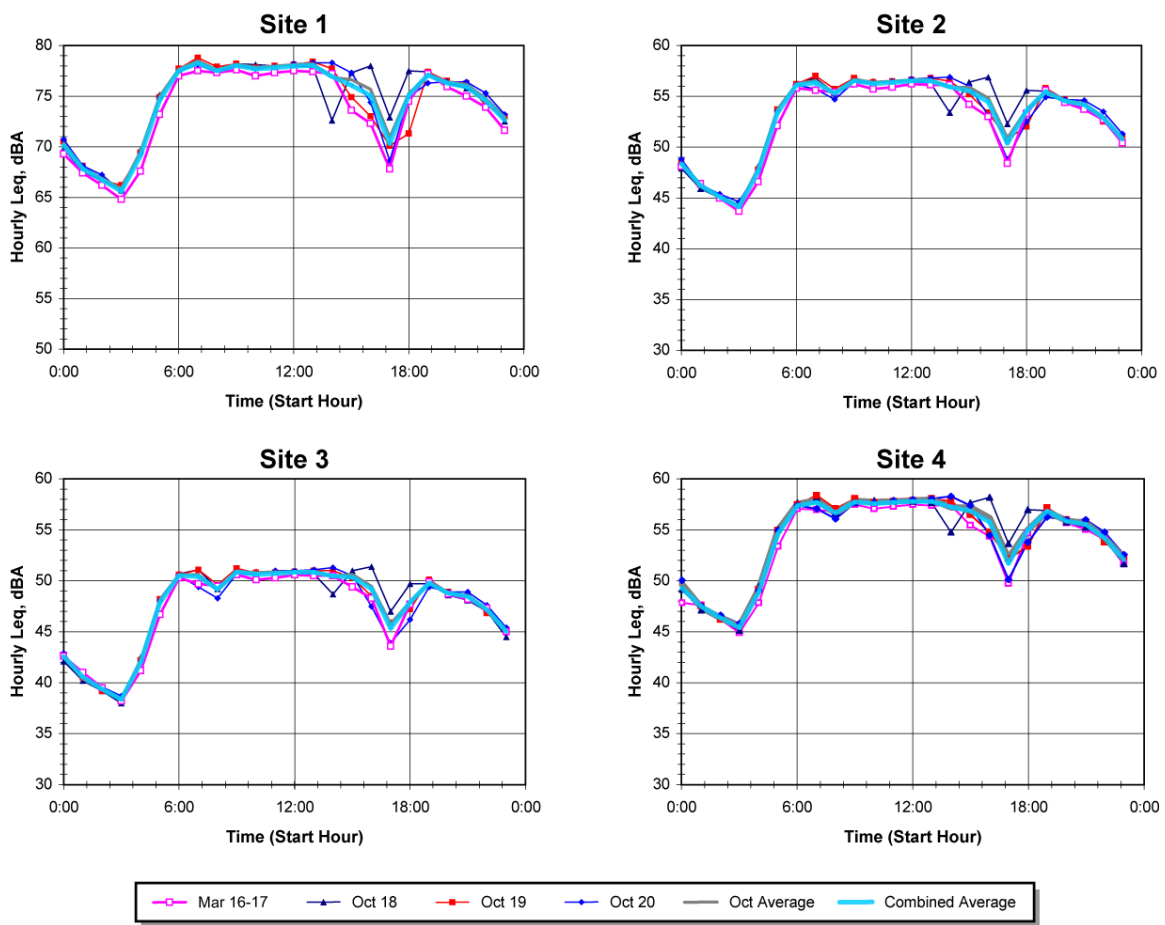 Site 1
80
75
70
65
60
55
50
Hourly Leq, dBA
0:00 6:00 12:00 18:00 0:00
Time (Start Hour)
Site 2
60
55
50
45
40
35
30
Hourly Leq, dBA
0:00 6:00 12:00 18:00 0:00
Time (Start Hour)
Site 3
60
55
50
45
40
35
30
Hourly Leq, dBA
0:00 6:00 12:00 18:00 0:00
Time (Start Hour)
Site 4
60
55
50
45
40
35
30
Hourly Leq, dBA
0:00 6:00 12:00 18:00 0:00
Time (Start Hour)
Mar 16-17 Oct 18 Oct 19 Oct 20 Oct Average Combined Average